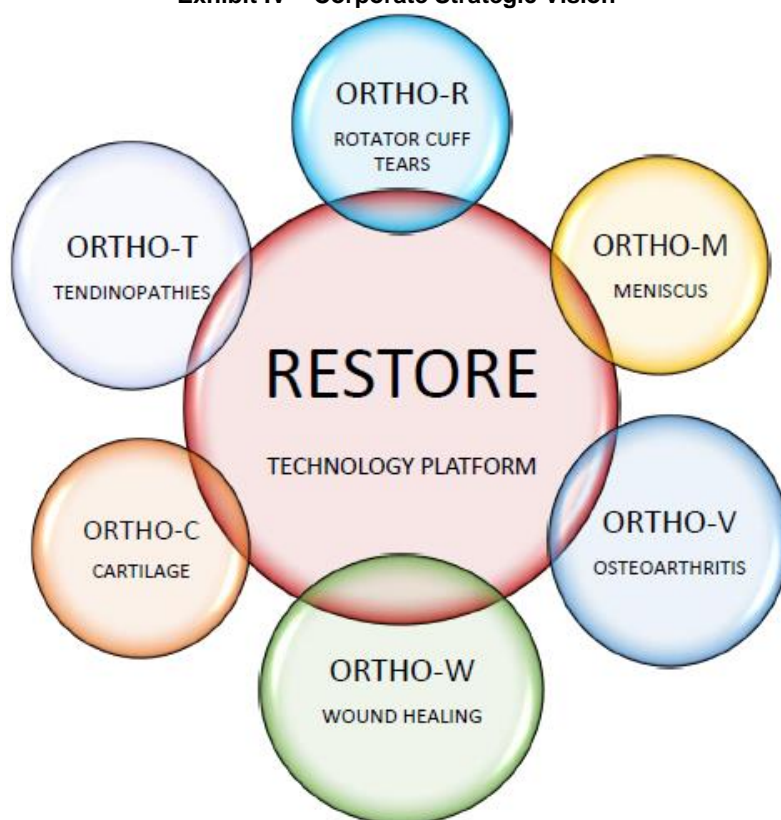 Exhibit IV – Corporate Strategic Vision
ORTHO-R
ROTATOR CUFF
TEARS
ORTHO-T
TENDINOPATHIES
ORTHO-M
MENISCUS
RESTORE
TECHNOLOGY PLATFORM
ORTHO-C
CARTILAGE
ORTHO-V
OSTEOARTHRITIS
ORTHO-W
WOUND HEALING